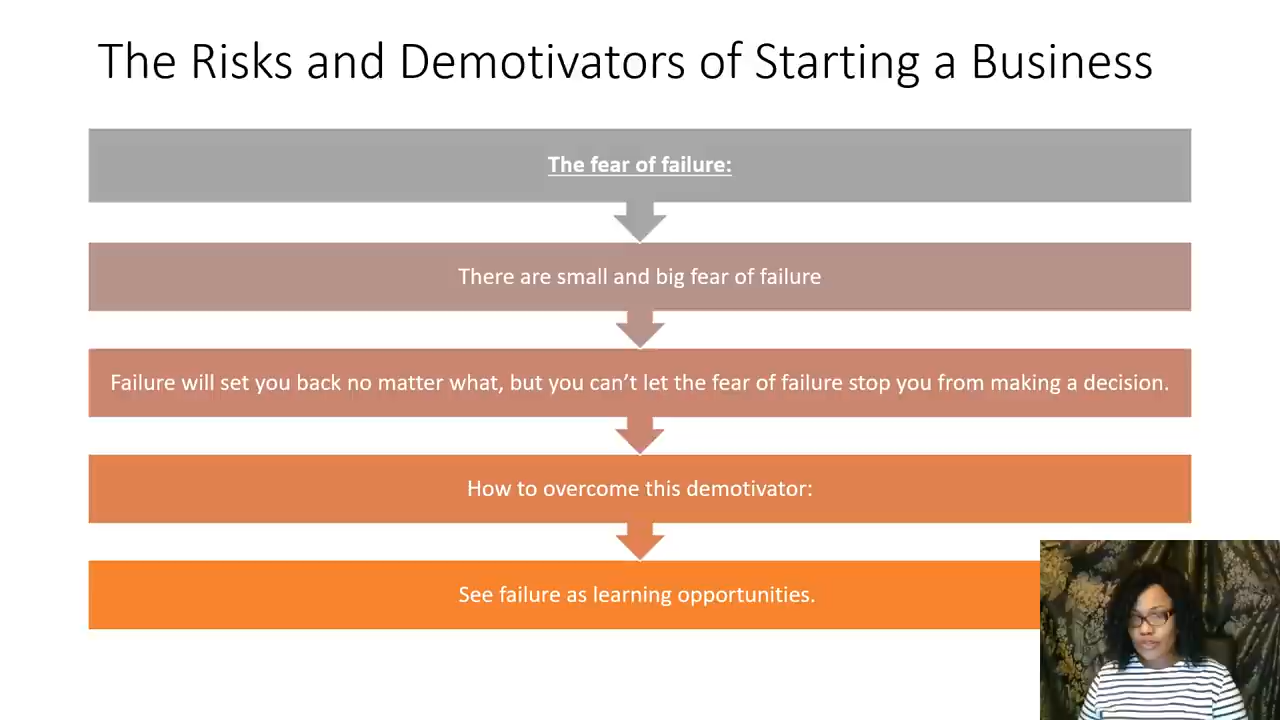 The Risks and Demotivators of Starting a Business
The fear of failure:
There are small and big fear of failure
Failure will set you back no matter what, but you can’t let the fear of failure stop you from making a decision.
How to overcome this demotivator:
See failure as learning opportunities.